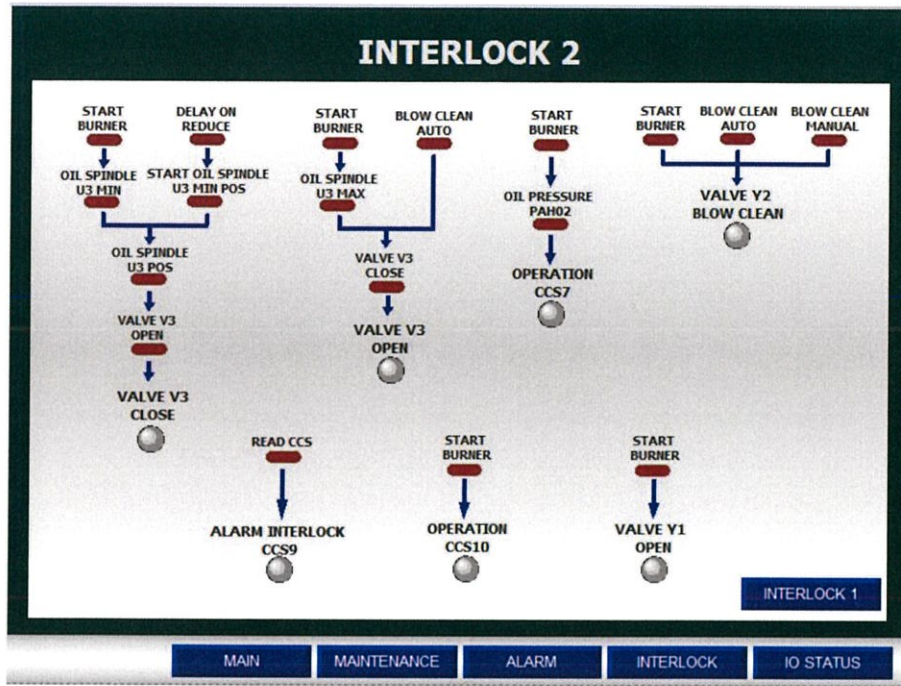 INTERLOCK 2
START
BURNER
DELAY ON
REDUCE
OIL SPINDLE
U3 MIN
START OIL SPINDLE
U3 MIN POS
OIL SPINDLE
U3 POS
VALVE V3
OPEN
VALVE V3
CLOSE
START
BURNER
BLOW CLEAN
AUTO
OIL SPINDLE
U3 MAX
VALVE V3
CLOSE
VALVE V3
OPEN
START
BURNER
OIL PRESSURE
PAH02
OPERATION
CCS7
START
BURNER
BLOW CLEAN
AUTO
BLOW CLEAN
MANUAL
VALVE Y2
BLOW CLEAN
READ CCS
ALARM INTERLOCK
CCS9
START
BURNER
OPERATION
CCS10
START
BURNER
VALVE Y1
OPEN
INTERLOCK 1
MAIN
MAINTENANCE
ALARM
INTERLOCK
IO STATUS